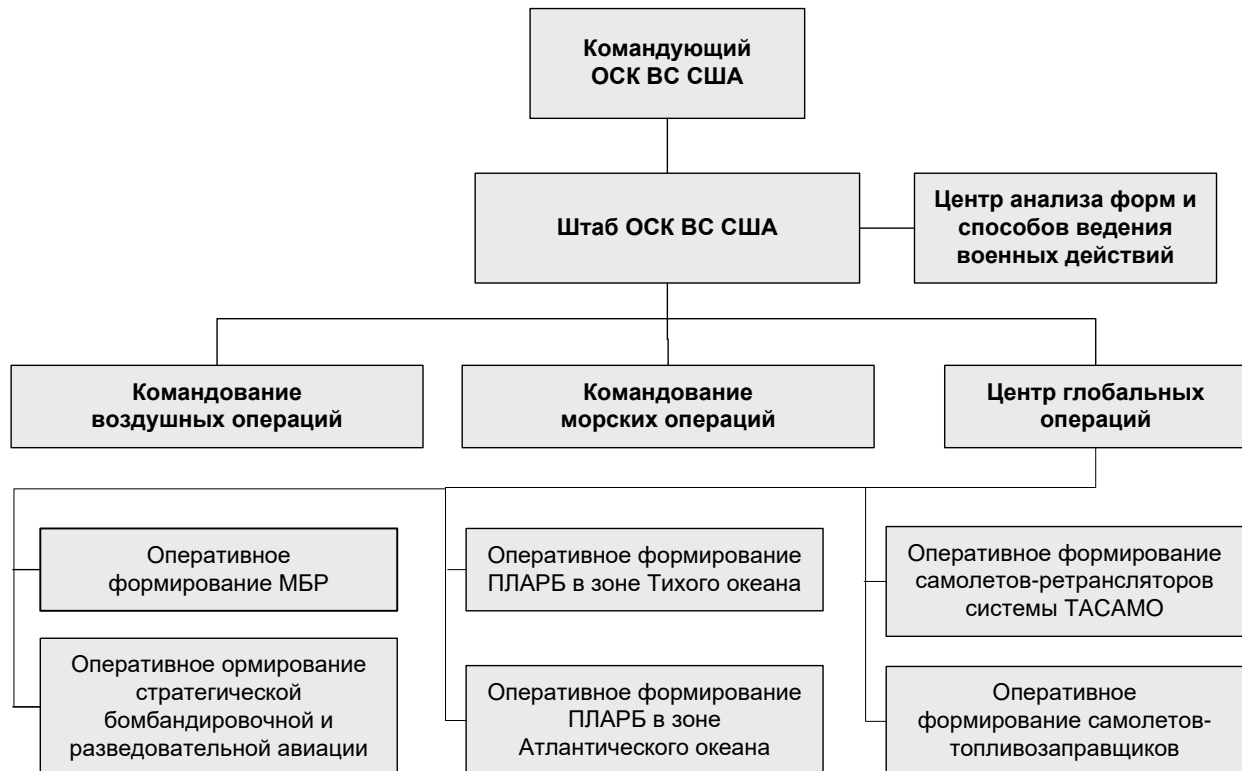 Командующий
ОСК ВС США
Штаб ОСК ВС США
Центр анализа форм и
способов ведения
военных действий
Командование
воздушных операций
Командование
морских операций
Центр глобальных
операций
Оперативное
формирование МБР
Оперативное формирование
ПЛАРБ в зоне Тихого океана
Оперативное формирование
самолетов-ретрансляторов
системы ТАСАМО
Оперативное ормирование
стратегической
бомбандировочной и
разведовательной авиации
Оперативное формирование
ПЛАРБ в зоне
Атлантического океана
Оперативное
формирование самолетов-
топливозаправщиков